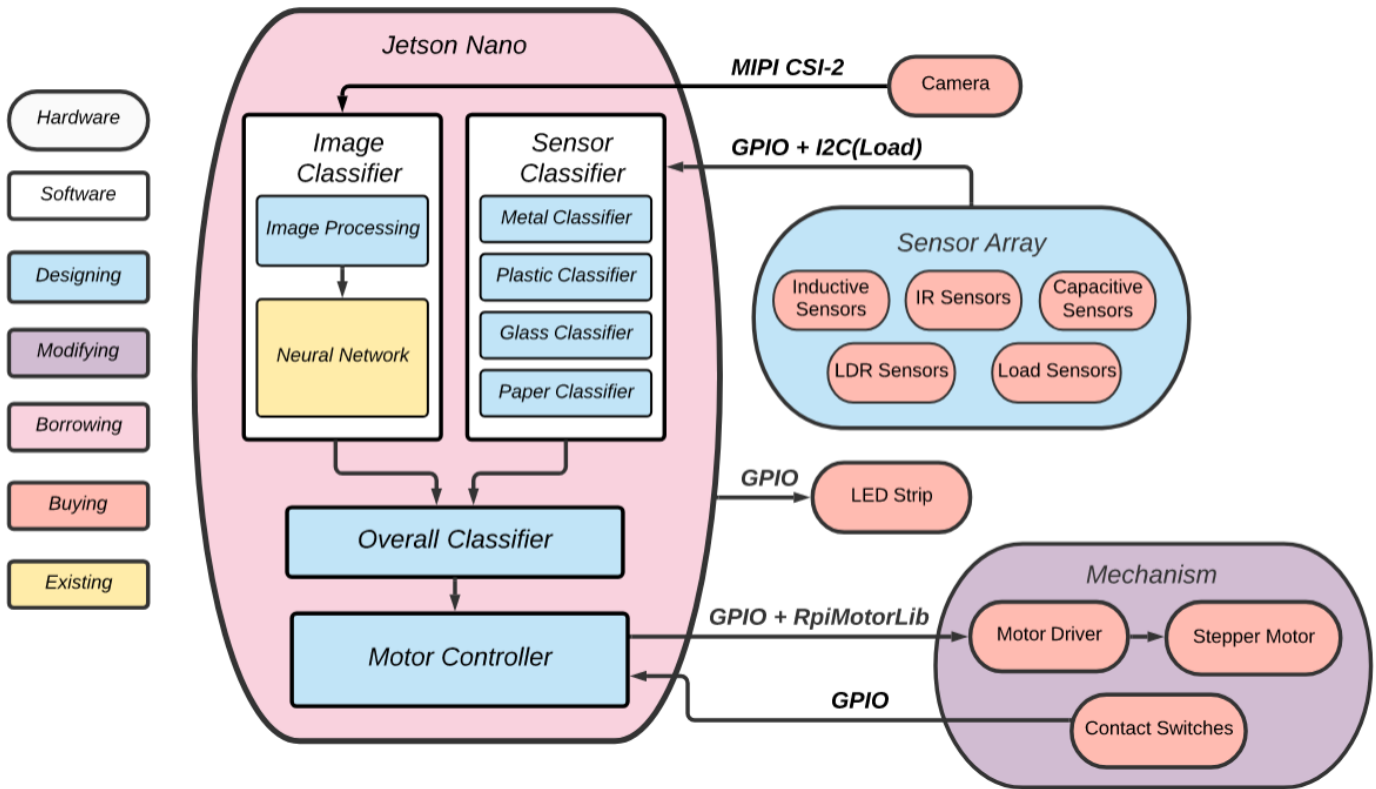 Hardware
Software
Designing
Modifying
Borrowing
Buying
Existing
Jetson Nano
Image
Classifier
Image Processing
Neural Network
Sensor
Classifier
Metal Classifier
Plastic Classifier
Glass Classifier
Paper Classifier
Overall Classifier
Motor Controller
MIPI CSI-2
Camera
GPIO + I2C(Load)
Sensor Array
Inductive
Sensors
IR Sensors
Capacitive
Sensors
LDR Sensors
Load Sensors
GPIO
LED Strip
Mechanism
GPIO + RpiMotorLib
Motor Driver
Stepper Motor
GPIO
Contact Switches